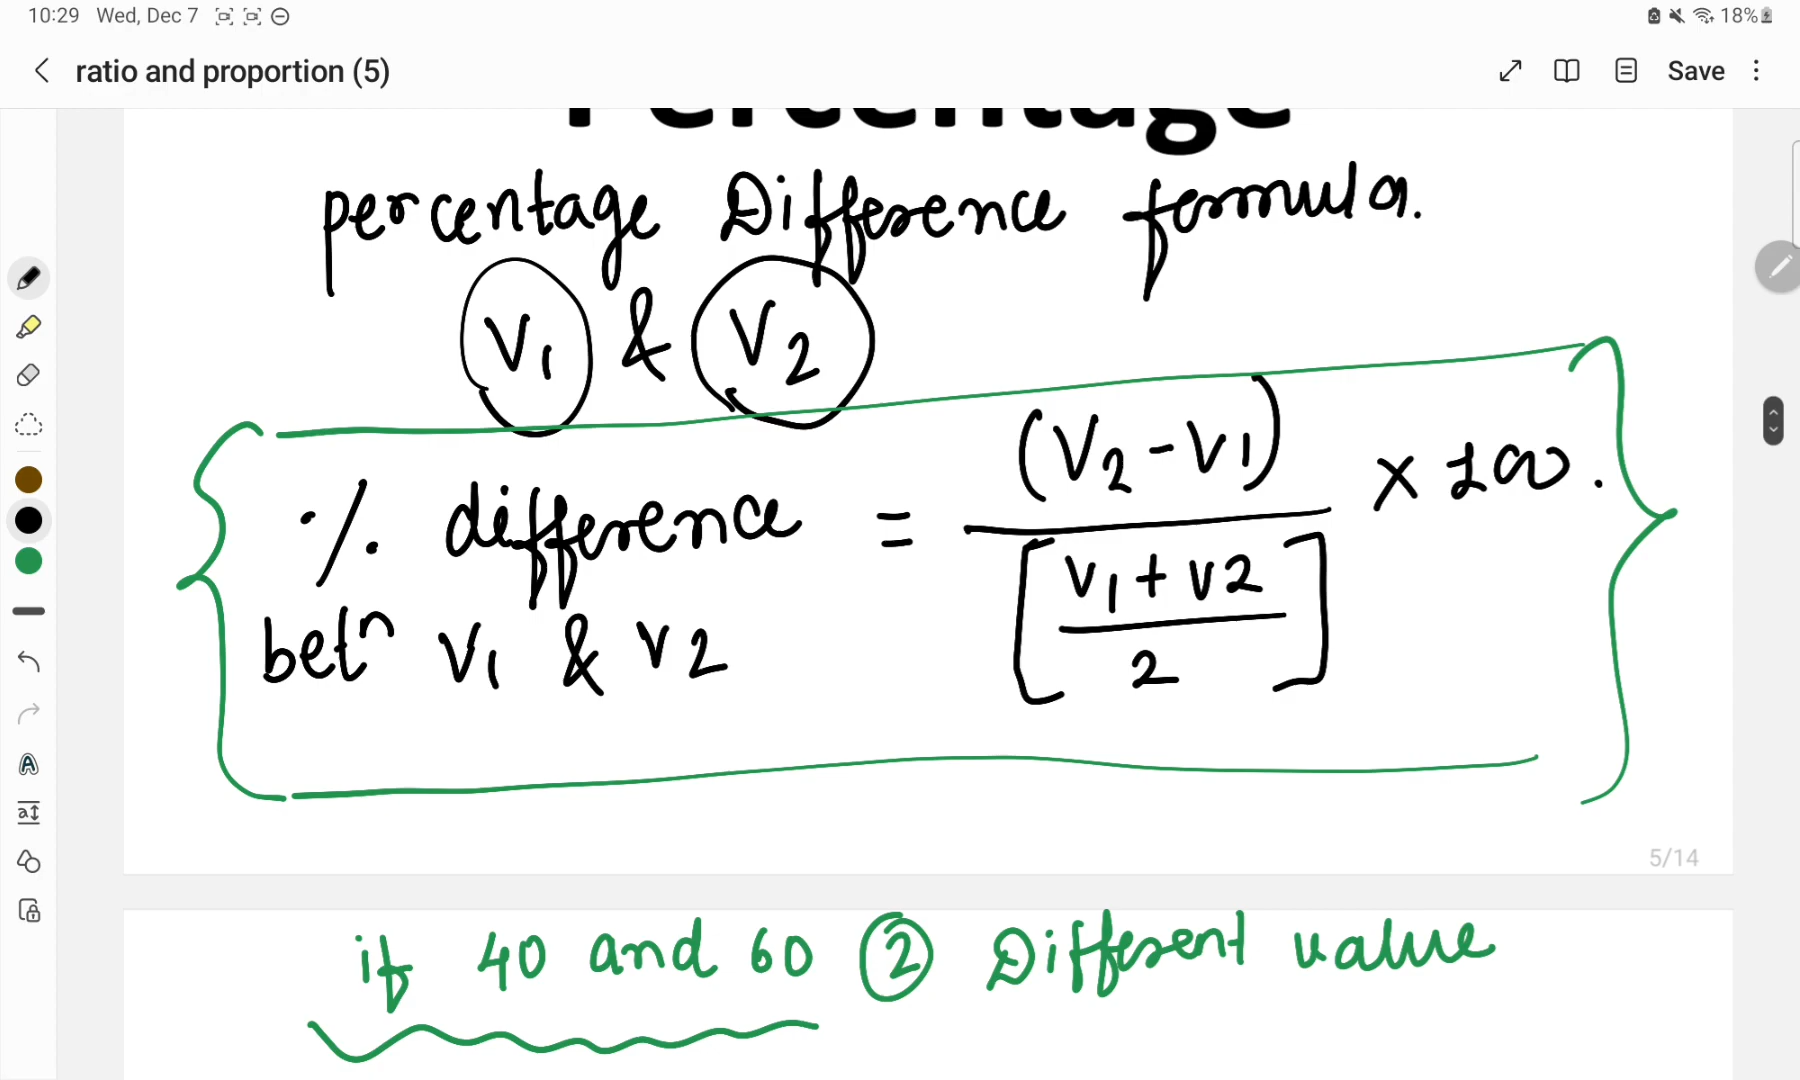 10:29 Wed, Dec 7 18%
ratio and proportion (5) Save
Percentage
percentage Difference formula.
V1 & V2
% difference = (V2 - V1) × 100.
[V1 + V2 / 2]
betn V1 & V2
5/14
if 40 and 60 2 Different value